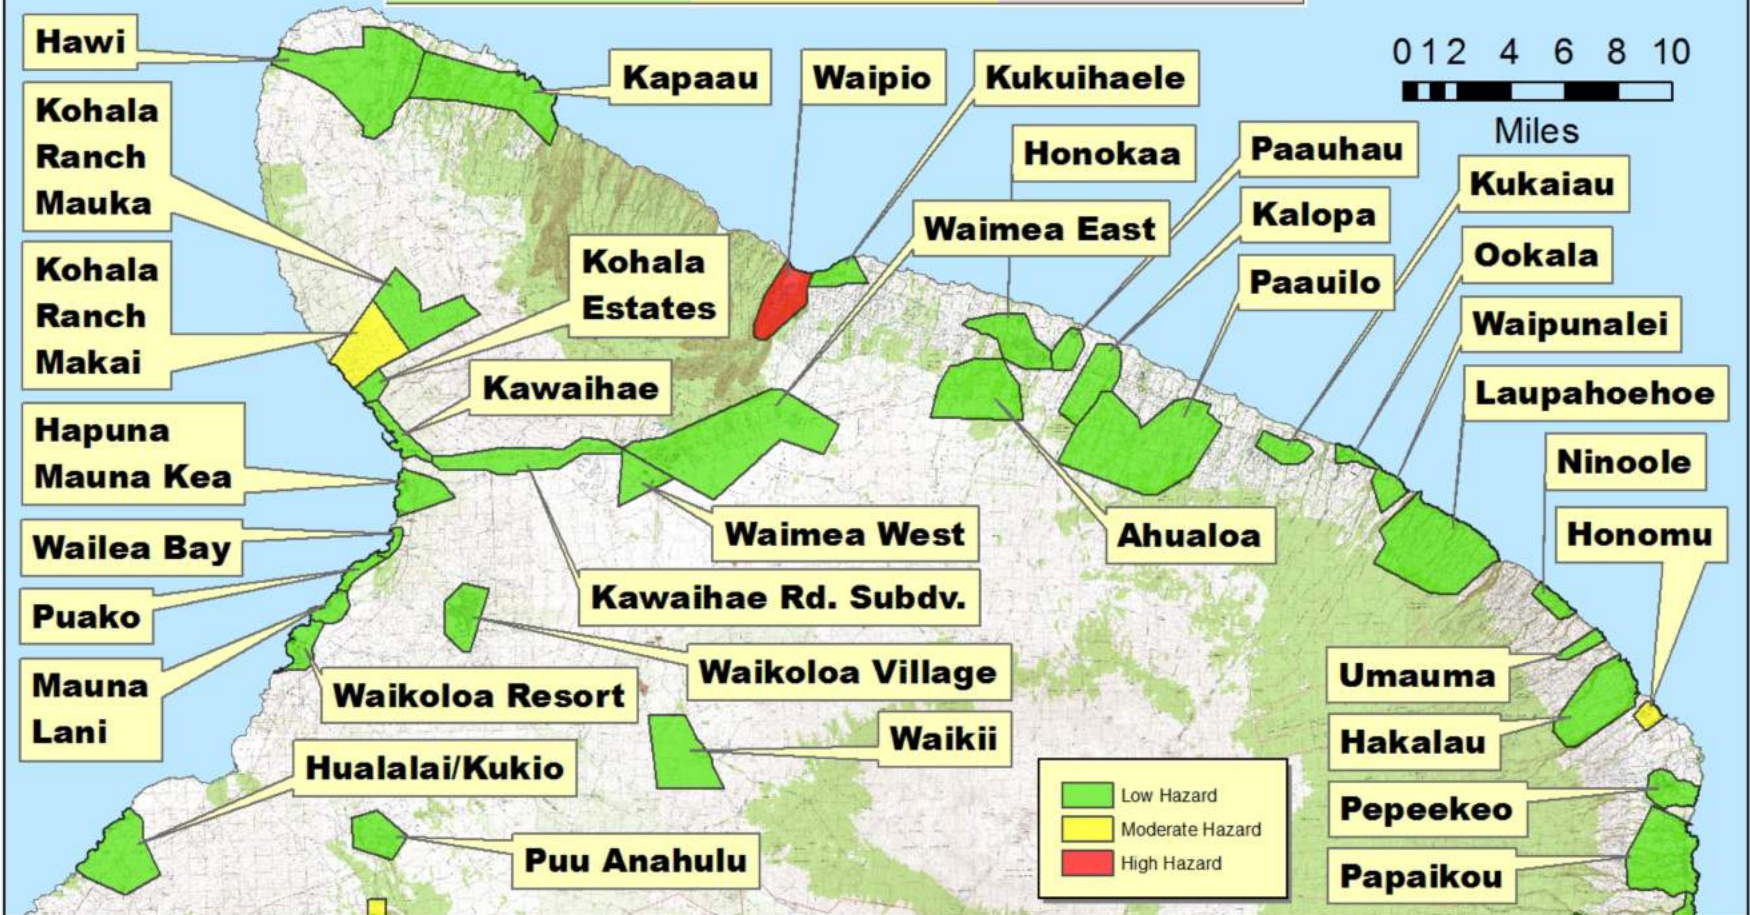 Hawi
Kapaau
Waipio
Kukuihaele
0 1 2 4 6 8 10
Miles
Kohala
Ranch
Mauka
Honokaa
Paauhau
Kukaiau
Waimea East
Kalopa
Kohala
Ranch
Makai
Kohala
Estates
Paauilo
Ookala
Waipunalei
Kawaihae
Laupahoehoe
Hapuna
Mauna Kea
Ninoole
Wailea Bay
Waimea West
Ahualoa
Honomu
Puako
Kawaihae Rd. Subdv.
Mauna
Lani
Waikoloa Resort
Waikoloa Village
Umauma
Waikii
Hakalau
Hualalai/Kukio
Low Hazard
Moderate Hazard
High Hazard
Pepeekeo
Puu Anahulu
Papaikou